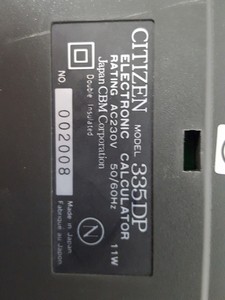 CITIZEN
MODEL 335DP
ELECTRONIC CALCULATOR
RATING AC230V 50/60Hz 11W
Japan CBM Corporation
Double Insulated
N
NO 002008
Made in Japan
Fabriqué au Japon